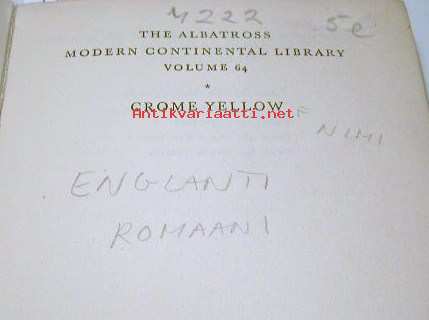 M222 5e
THE ALBATROSS
MODERN CONTINENTAL LIBRARY
VOLUME 64
*
CROME YELLOW
Antikvariaatti.net
NIMI
ENGLANTI
ROMAANI